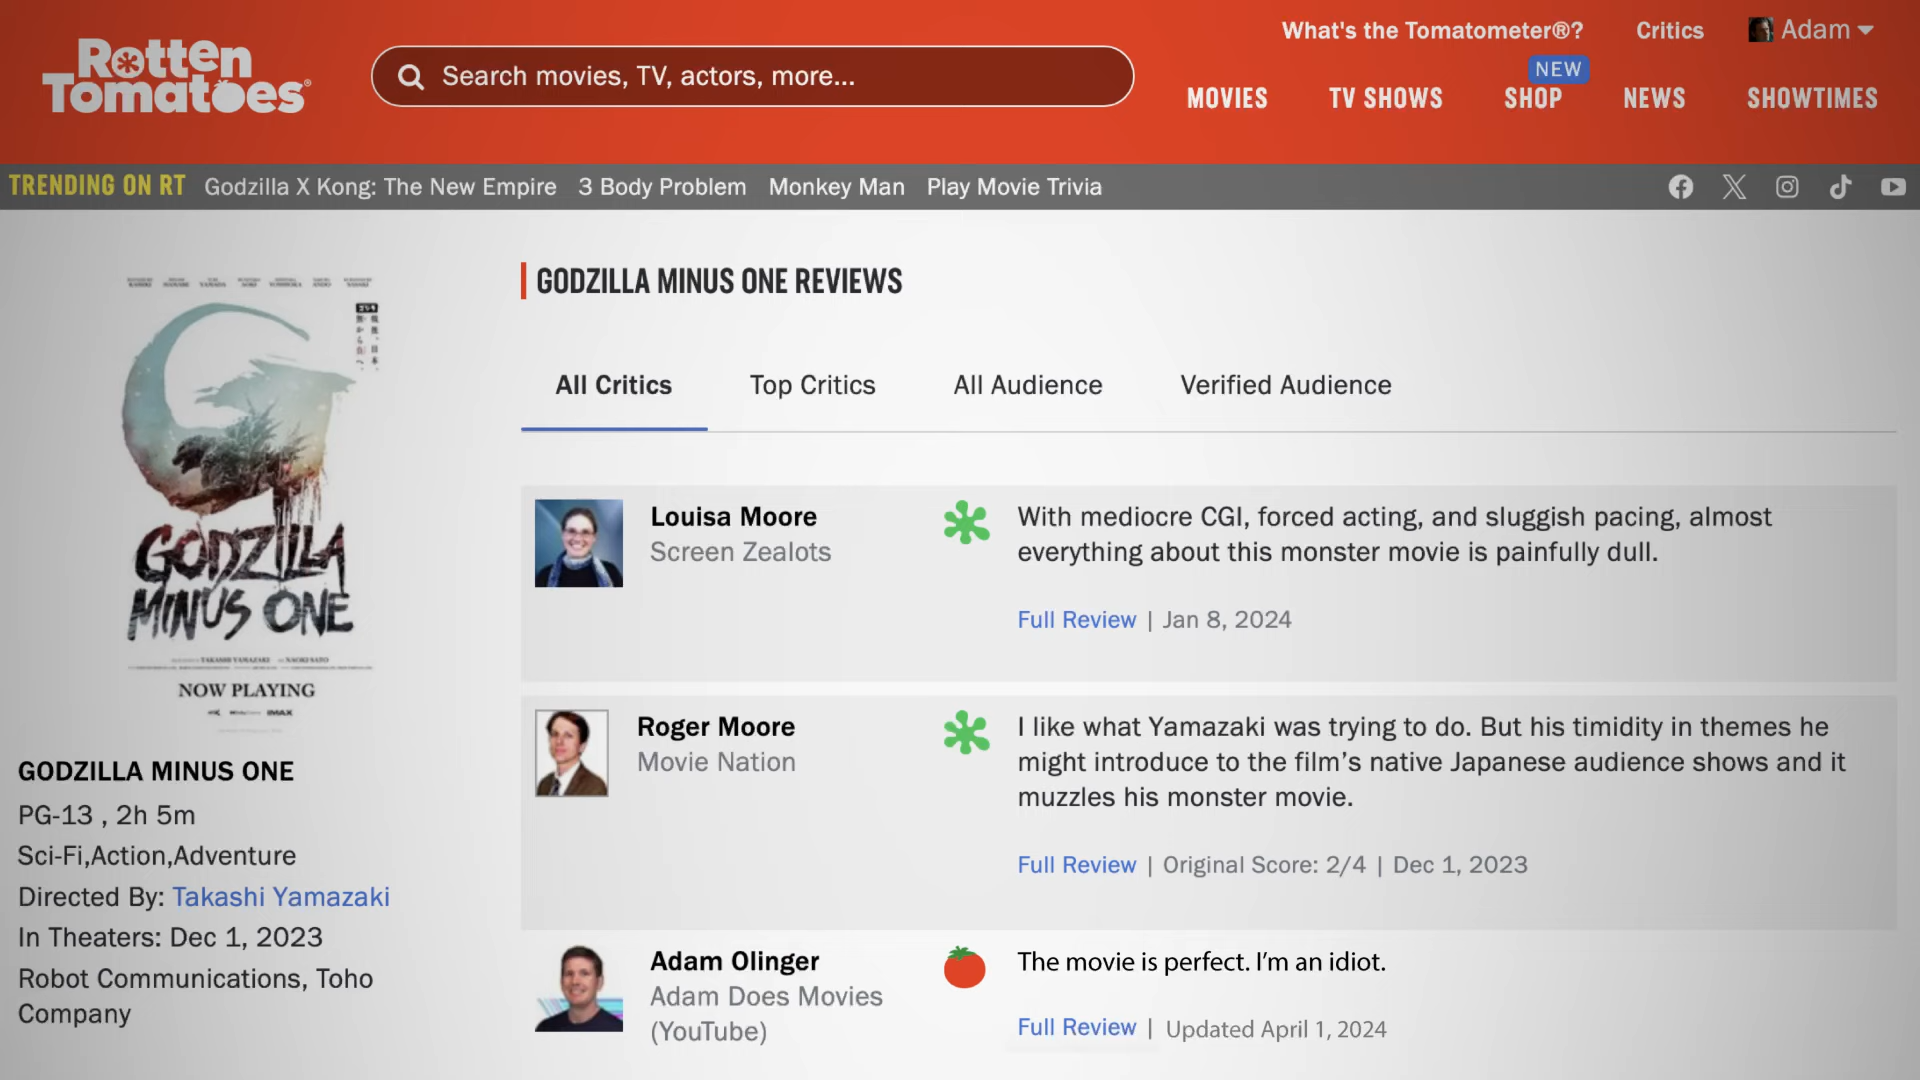 What's the Tomatometer®?
Critics
Adam
Rotten
Tomatoes®
Search movies, TV, actors, more...
NEW
MOVIES
TV SHOWS
SHOP
NEWS
SHOWTIMES
TRENDING ON RT
Godzilla X Kong: The New Empire
3 Body Problem
Monkey Man
Play Movie Trivia
GODZILLA
MINUS ONE
NOW PLAYING
IMAX
GODZILLA MINUS ONE
PG-13 , 2h 5m
Sci-Fi,Action,Adventure
Directed By: Takashi Yamazaki
In Theaters: Dec 1, 2023
Robot Communications, Toho
Company
GODZILLA MINUS ONE REVIEWS
All Critics
Top Critics
All Audience
Verified Audience
Louisa Moore
Screen Zealots
With mediocre CGI, forced acting, and sluggish pacing, almost
everything about this monster movie is painfully dull.
Full Review | Jan 8, 2024
Roger Moore
Movie Nation
I like what Yamazaki was trying to do. But his timidity in themes he
might introduce to the film’s native Japanese audience shows and it
muzzles his monster movie.
Full Review | Original Score: 2/4 | Dec 1, 2023
Adam Olinger
Adam Does Movies
(YouTube)
The movie is perfect. I’m an idiot.
Full Review | Updated April 1, 2024